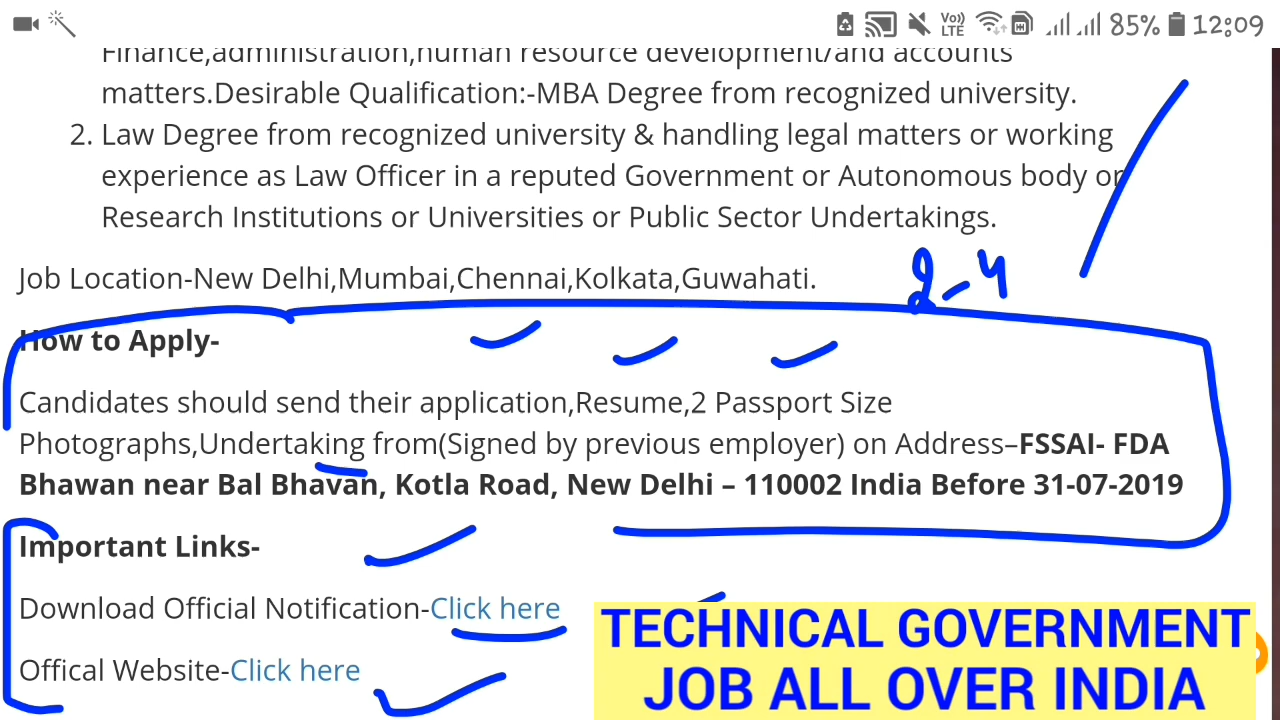 Vo)) LTE 85% 12:09
Finance,administration,human resource development/and accounts
matters.Desirable Qualification:-MBA Degree from recognized university.
2. Law Degree from recognized university & handling legal matters or working
experience as Law Officer in a reputed Government or Autonomous body or
Research Institutions or Universities or Public Sector Undertakings.
Job Location-New Delhi,Mumbai,Chennai,Kolkata,Guwahati.
2-4
How to Apply-
Candidates should send their application,Resume,2 Passport Size
Photographs,Undertaking from(Signed by previous employer) on Address–FSSAI- FDA
Bhawan near Bal Bhavan, Kotla Road, New Delhi – 110002 India Before 31-07-2019
Important Links-
Download Official Notification-Click here
Offical Website-Click here
TECHNICAL GOVERNMENT
JOB ALL OVER INDIA